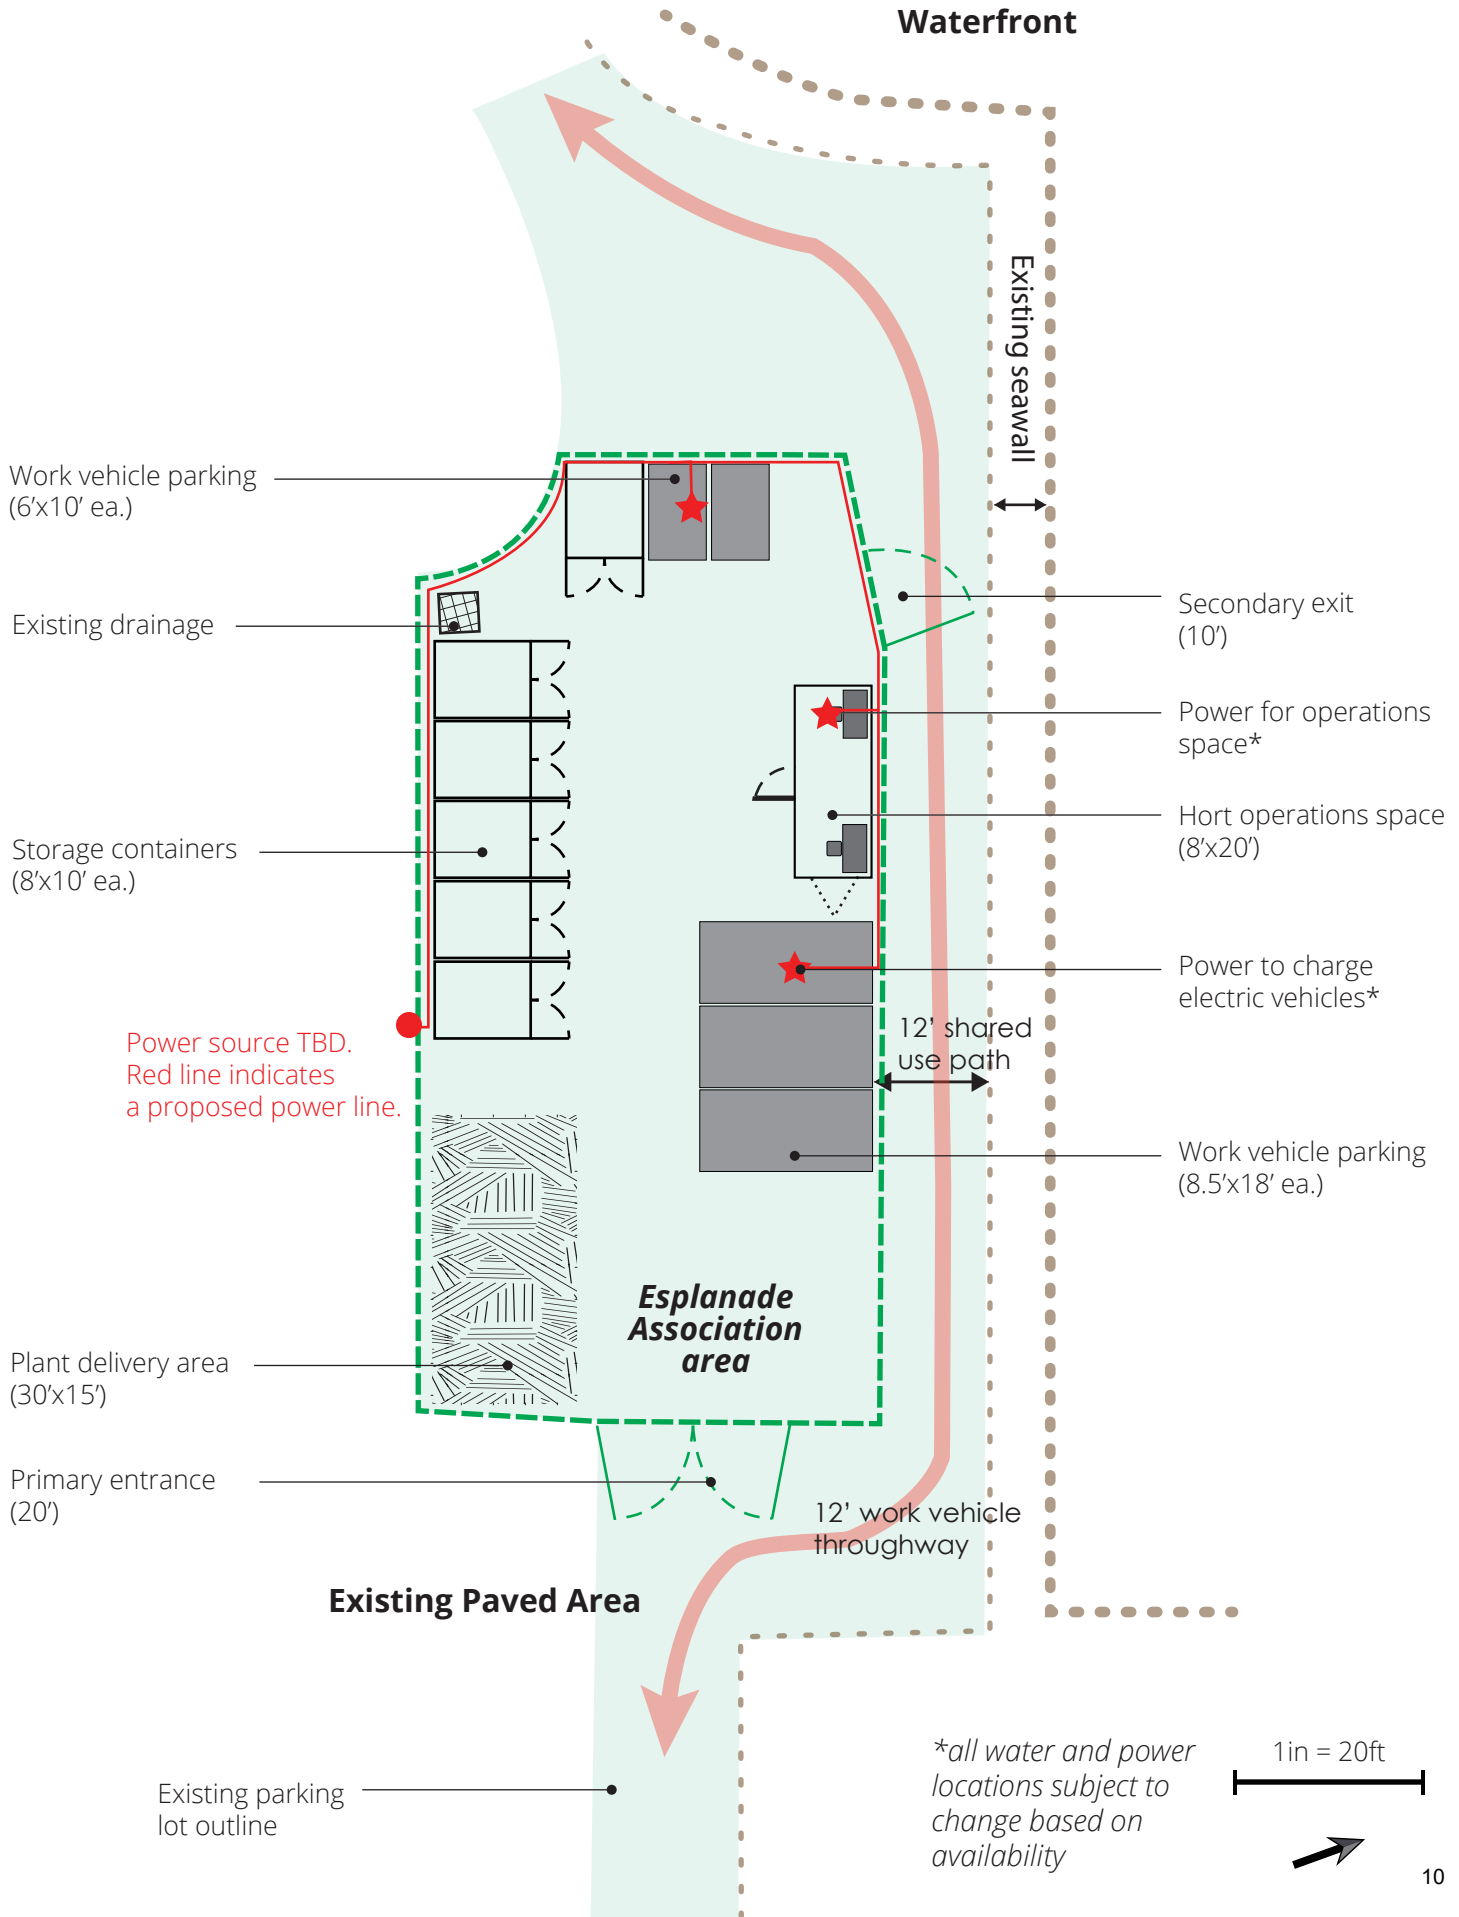 Waterfront
Existing seawall
Work vehicle parking
(6’x10’ ea.)
Existing drainage
Secondary exit
(10’)
Power for operations
space*
Hort operations space
(8’x20’)
Storage containers
(8’x10’ ea.)
Power to charge
electric vehicles*
12’ shared
use path
Power source TBD.
Red line indicates
a proposed power line.
Work vehicle parking
(8.5’x18’ ea.)
Esplanade
Association
area
Plant delivery area
(30’x15’)
Primary entrance
(20’)
12’ work vehicle
throughway
Existing Paved Area
Existing parking
lot outline
*all water and power
locations subject to
change based on
availability
1in = 20ft
10